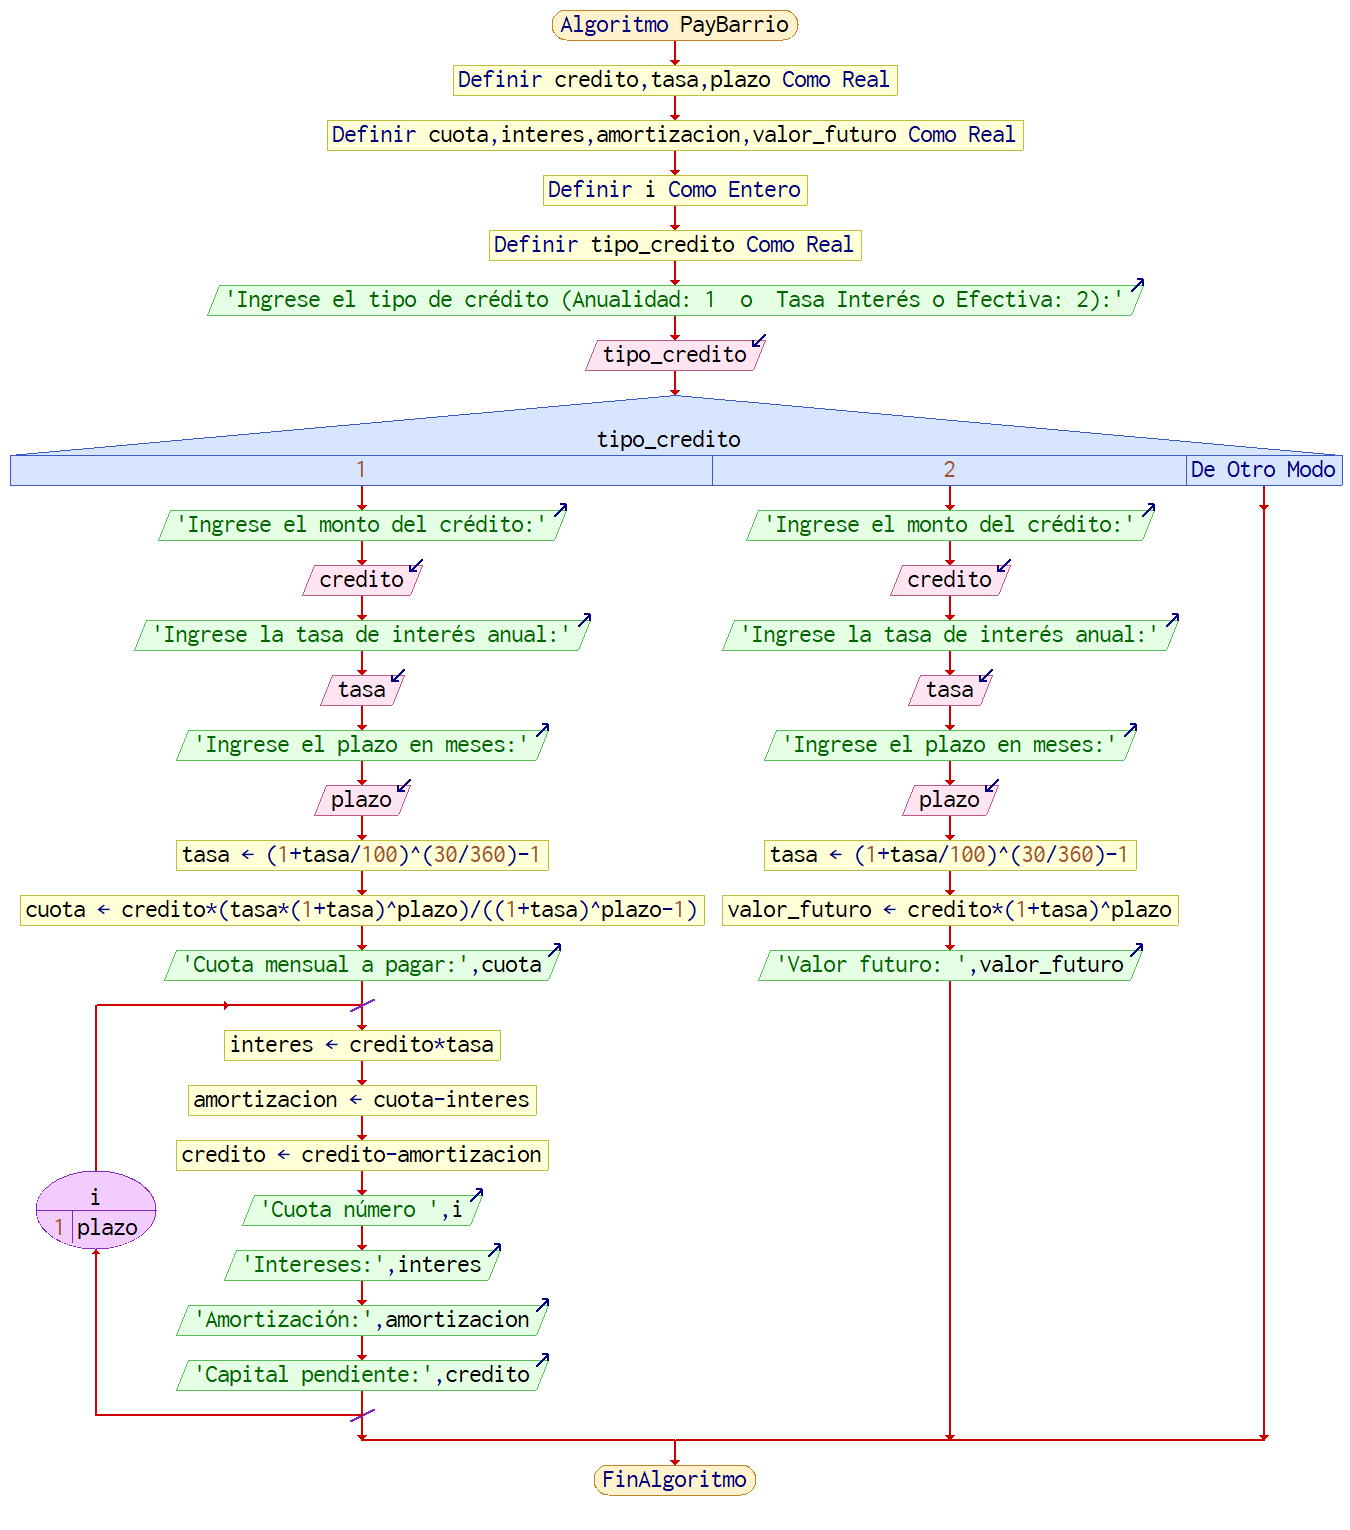 Algoritmo PayBarrio
Definir credito,tasa,plazo Como Real
Definir cuota,interes,amortizacion,valor_futuro Como Real
Definir i Como Entero
Definir tipo_credito Como Real
'Ingrese el tipo de crédito (Anualidad: 1  o  Tasa Interés o Efectiva: 2):'
tipo_credito
tipo_credito
1
2
De Otro Modo
'Ingrese el monto del crédito:'
credito
'Ingrese la tasa de interés anual:'
tasa
'Ingrese el plazo en meses:'
plazo
tasa ← (1+tasa/100)^(30/360)-1
cuota ← credito*(tasa*(1+tasa)^plazo)/((1+tasa)^plazo-1)
'Cuota mensual a pagar:',cuota
i
1 plazo
interes ← credito*tasa
amortizacion ← cuota-interes
credito ← credito-amortizacion
'Cuota número ',i
'Intereses:',interes
'Amortización:',amortizacion
'Capital pendiente:',credito
'Ingrese el monto del crédito:'
credito
'Ingrese la tasa de interés anual:'
tasa
'Ingrese el plazo en meses:'
plazo
tasa ← (1+tasa/100)^(30/360)-1
valor_futuro ← credito*(1+tasa)^plazo
'Valor futuro: ',valor_futuro
FinAlgoritmo